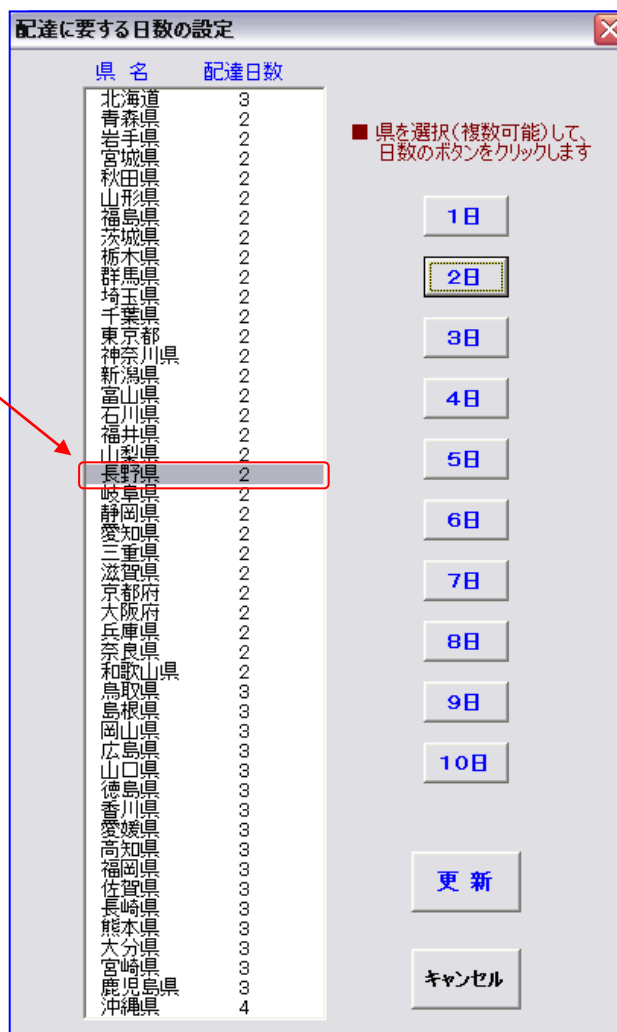 配達に要する日数の設定
県 名 配達日数
北海道 3
青森県 2
岩手県 2
宮城県 2
秋田県 2
山形県 2
福島県 2
茨城県 2
栃木県 2
群馬県 2
埼玉県 2
千葉県 2
東京都 2
神奈川県 2
新潟県 2
富山県 2
石川県 2
福井県 2
山梨県 2
長野県 2
岐阜県 2
静岡県 2
愛知県 2
三重県 2
滋賀県 2
京都府 2
大阪府 2
兵庫県 2
奈良県 2
和歌山県 2
鳥取県 3
島根県 3
岡山県 3
広島県 3
山口県 3
徳島県 3
香川県 3
愛媛県 3
高知県 3
福岡県 3
佐賀県 3
長崎県 3
熊本県 3
大分県 3
宮崎県 3
鹿児島県 3
沖縄県 4
■ 県を選択(複数可能)して、
日数のボタンをクリックします
1日
2日
3日
4日
5日
6日
7日
8日
9日
10日
更 新
キャンセル